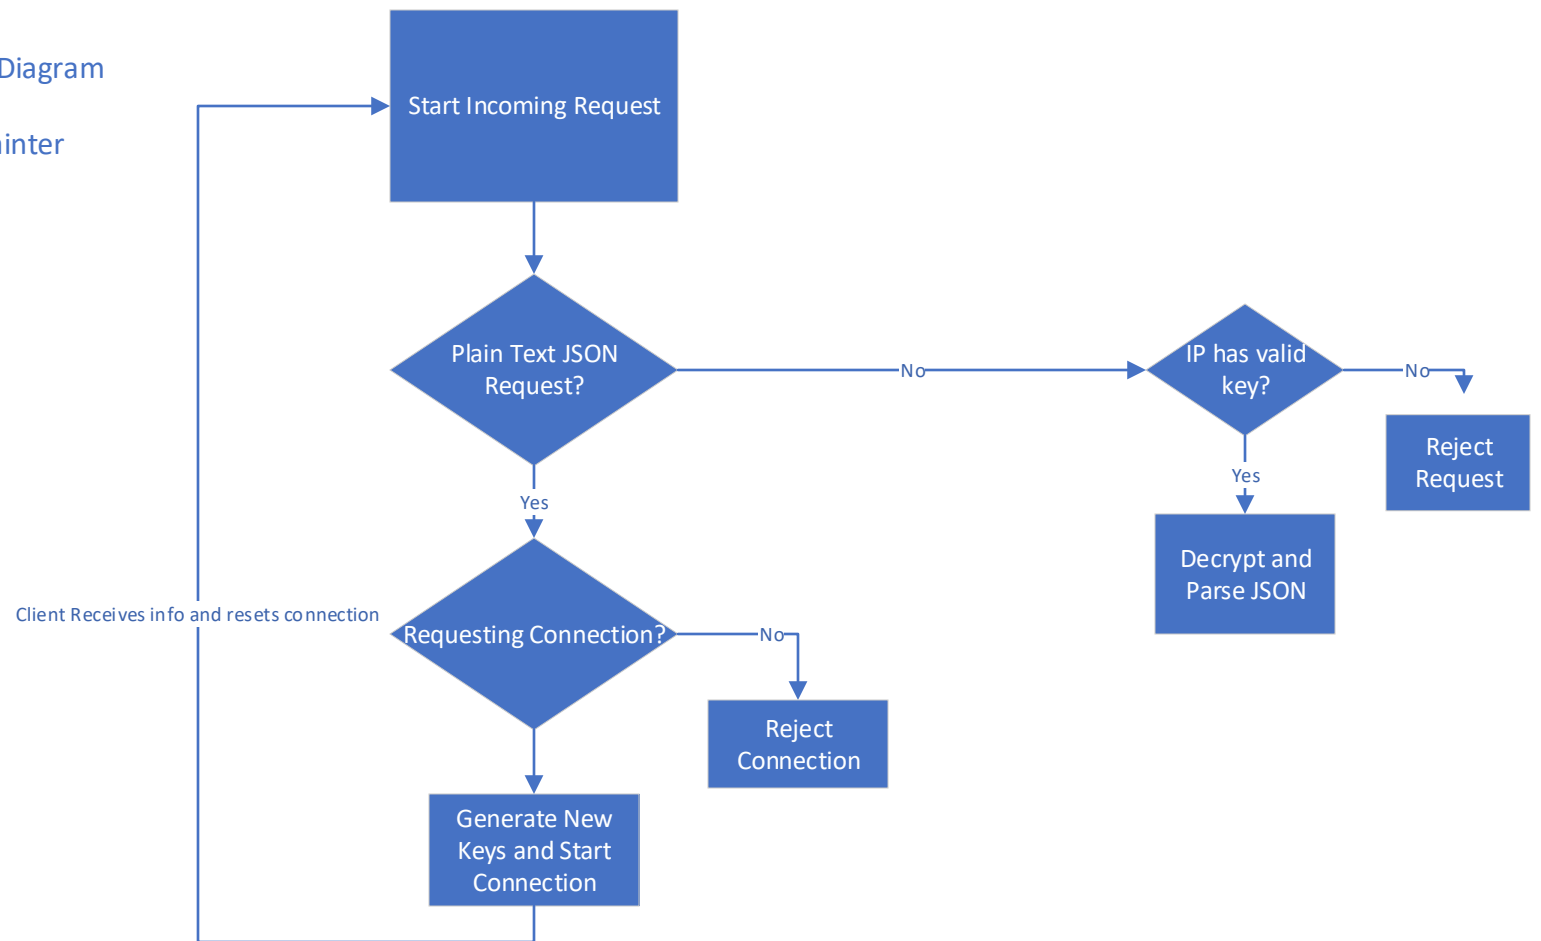 Diagram
Start Incoming Request
Plain Text JSON
Request?
No
IP has valid
key?
No
Reject
Request
Yes
Yes
Decrypt and
Parse JSON
Client Receives info and resets connection
Requesting Connection?
No
Reject
Connection
Generate New
Keys and Start
Connection